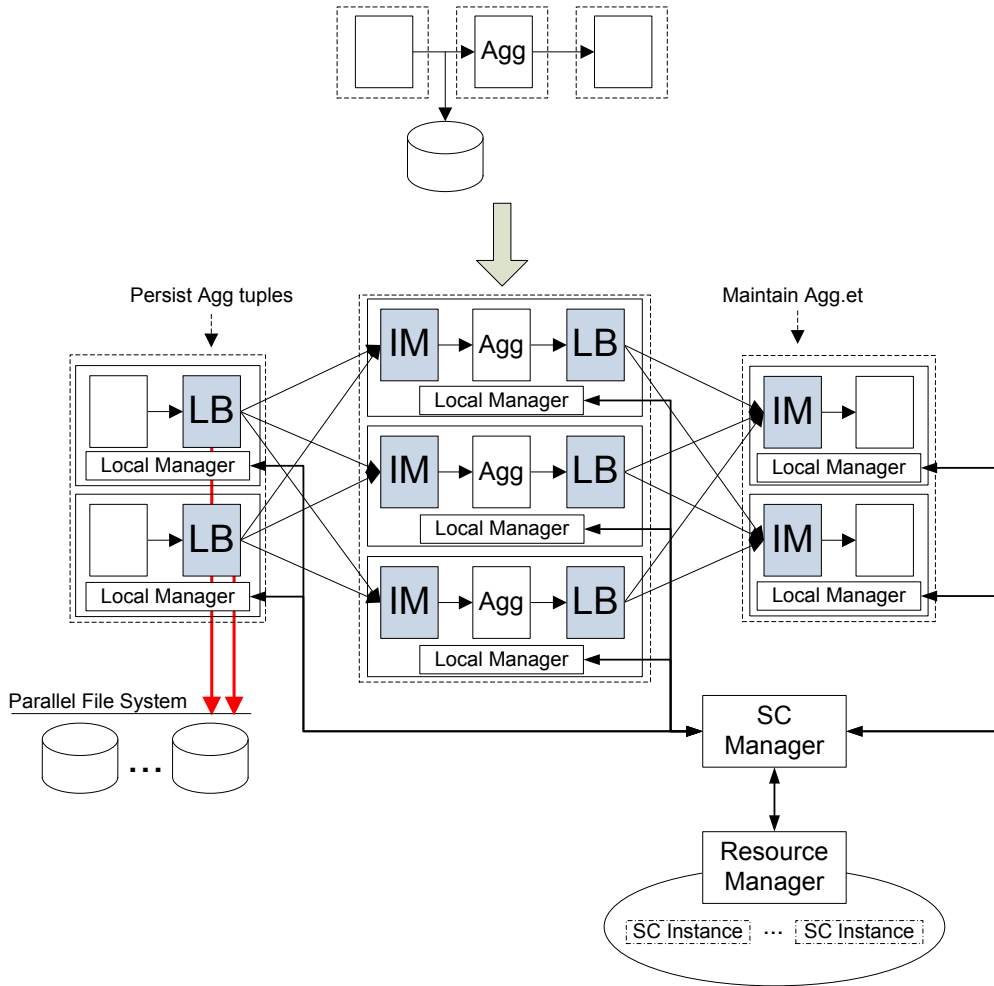 Agg
Persist Agg tuples
Maintain Agg.et
IM
Agg
LB
Local Manager
LB
Local Manager
IM
Local Manager
IM
Agg
LB
Local Manager
LB
Local Manager
IM
Local Manager
IM
Agg
LB
Local Manager
Parallel File System
...
SC
Manager
Resource
Manager
SC Instance ... SC Instance